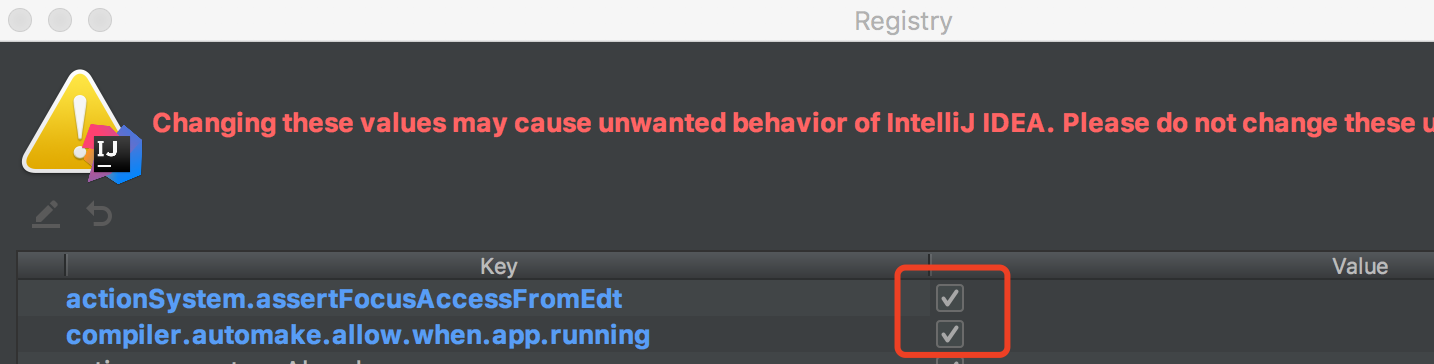 Registry
Changing these values may cause unwanted behavior of IntelliJ IDEA. Please do not change these u
IJ
Key
Value
actionSystem.assertFocusAccessFromEdt
compiler.automake.allow.when.app.running